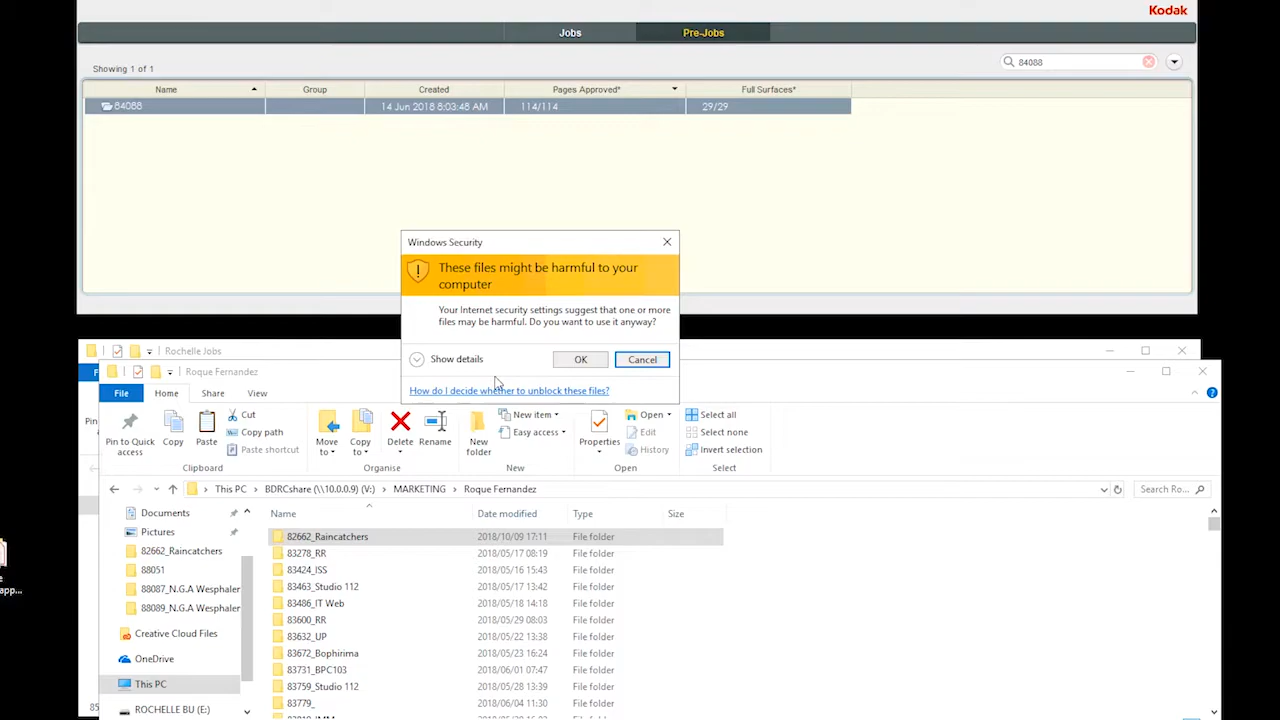 Kodak
Jobs
Pre-Jobs
Showing 1 of 1
84088
Name
Group
Created
Pages Approved*
Full Surfaces*
84088
14 Jun 2018 8:03:48 AM
114/114
29/29
Windows Security
These files might be harmful to your
computer
Your Internet security settings suggest that one or more
files may be harmful. Do you want to use it anyway?
Show details
OK
Cancel
How do I decide whether to unblock these files?
Rochelle Jobs
Roque Fernandez
File
Home
Share
View
Pin to Quick
access
Copy
Paste
Cut
Copy path
Paste shortcut
Clipboard
Move
to
Copy
to
Delete
Rename
Organise
New
folder
New item
Easy access
New
Properties
Open
Edit
History
Open
Select all
Select none
Invert selection
Select
This PC
BDRCshare (\\10.0.0.9) (V:)
MARKETING
Roque Fernandez
Search Ro...
Documents
Pictures
82662_Raincatchers
88051
88087_N.G.A Wesphaler
88089_N.G.A Wesphaler
Creative Cloud Files
OneDrive
This PC
ROCHELLE BU (E:)
Name
Date modified
Type
Size
82662_Raincatchers 2018/10/09 17:11 File folder
83278_RR 2018/05/17 08:19 File folder
83424_ISS 2018/05/16 15:43 File folder
83463_Studio 112 2018/05/17 13:42 File folder
83486_IT Web 2018/05/18 14:18 File folder
83600_RR 2018/05/29 08:03 File folder
83632_UP 2018/05/22 13:38 File folder
83672_Bophirima 2018/05/23 16:24 File folder
83731_BPC103 2018/06/01 07:47 File folder
83759_Studio 112 2018/05/28 13:39 File folder
83779_ 2018/06/04 11:30 File folder
app...